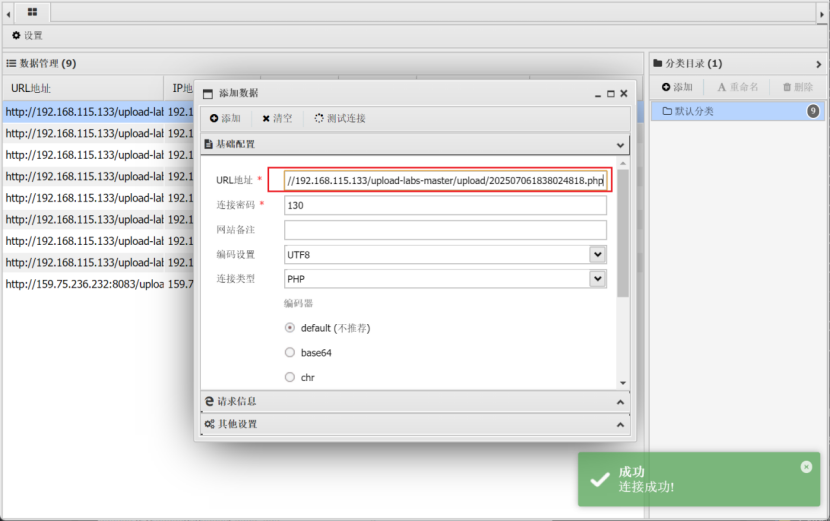 设置
数据管理 (9)
URL地址
IP地
http://192.168.115.133/upload-lab 192.1
http://192.168.115.133/upload-lab 192.1
http://192.168.115.133/upload-lab 192.1
http://192.168.115.133/upload-lab 192.1
http://192.168.115.133/upload-lab 192.1
http://192.168.115.133/upload-lab 192.1
http://192.168.115.133/upload-lab 192.1
http://192.168.115.133/upload-lab 192.1
http://159.75.236.232:8083/uploa 159.7
添加数据
添加 清空 测试连接
基础配置
URL地址 * //192.168.115.133/upload-labs-master/upload/202507061838024818.php
连接密码 * 130
网站备注
编码设置 UTF8
连接类型 PHP
编码器
default (不推荐)
base64
chr
请求信息
其他设置
分类目录 (1)
添加 重命名 删除
默认分类 9
成功
连接成功!